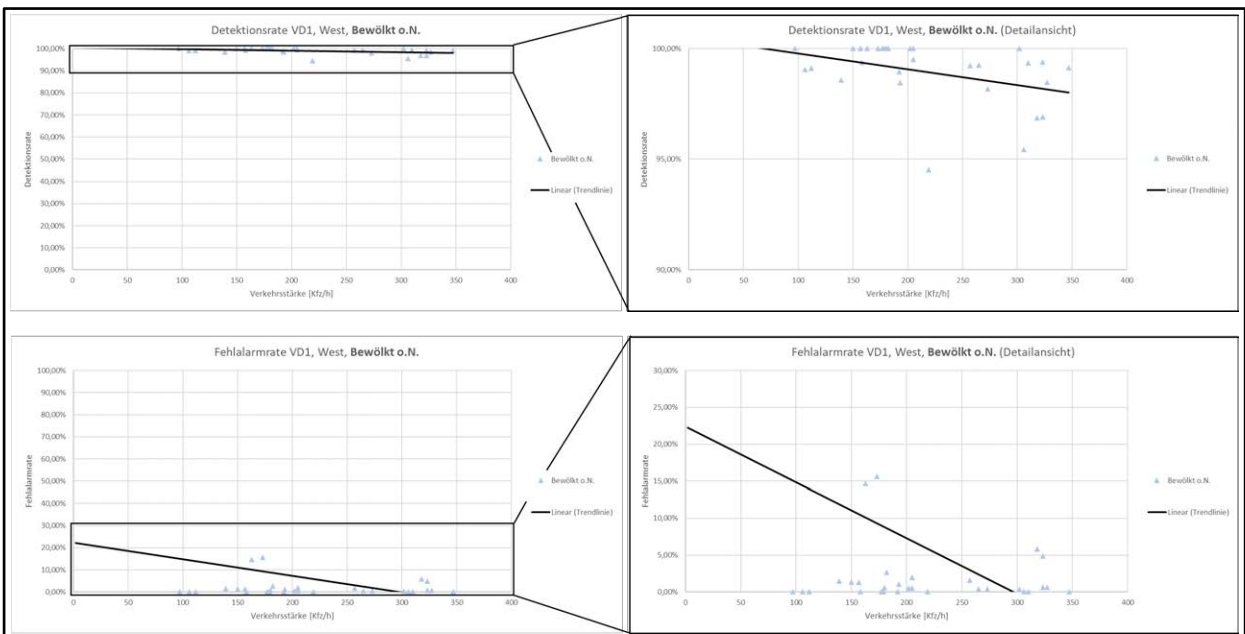 Detektionsrate VD1, West, Bewölkt o.N.
100,00%
90,00%
80,00%
70,00%
60,00%
50,00%
40,00%
30,00%
20,00%
10,00%
0,00%
Detektionsrate
0 50 100 150 200 250 300 350 400
Verkehrsstärke [Kfz/h]
Bewölkt o.N.
Linear (Trendlinie)
Detektionsrate VD1, West, Bewölkt o.N. (Detailansicht)
100,00%
95,00%
90,00%
Detektionsrate
0 50 100 150 200 250 300 350 400
Verkehrsstärke [Kfz/h]
Bewölkt o.N.
Linear (Trendlinie)
Fehlalarmrate VD1, West, Bewölkt o.N.
100,00%
90,00%
80,00%
70,00%
60,00%
50,00%
40,00%
30,00%
20,00%
10,00%
0,00%
Fehlalarmrate
0 50 100 150 200 250 300 350 400
Verkehrsstärke [Kfz/h]
Bewölkt o.N.
Linear (Trendlinie)
Fehlalarmrate VD1, West, Bewölkt o.N. (Detailansicht)
30,00%
25,00%
20,00%
15,00%
10,00%
5,00%
0,00%
Fehlalarmrate
0 50 100 150 200 250 300 350 400
Verkehrsstärke [Kfz/h]
Bewölkt o.N.
Linear (Trendlinie)